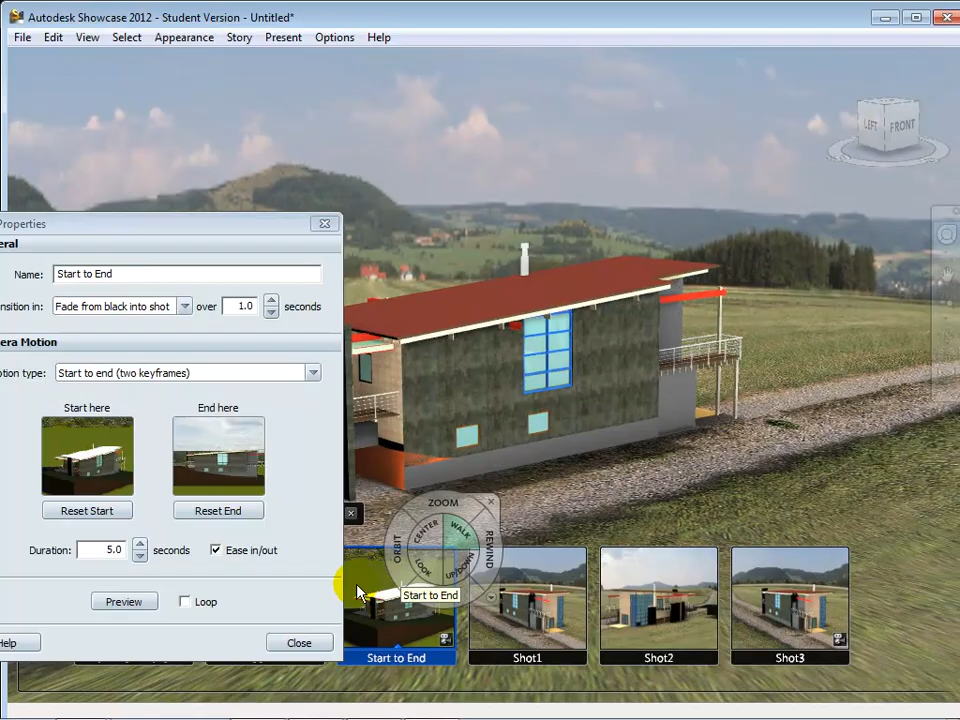 Autodesk Showcase 2012 - Student Version - Untitled*
File Edit View Select Appearance Story Present Options Help
LEFT FRONT
Properties
eral
Name: Start to End
nsition in: Fade from black into shot over 1.0 seconds
era Motion
otion type: Start to end (two keyframes)
Start here End here
Reset Start Reset End
Duration: 5.0 seconds Ease in/out
Preview Loop
Help Close
ZOOM
CENTER WALK
ORBIT REWIND
LOOK UP/DOWN
Start to End
Start to End Shot1 Shot2 Shot3